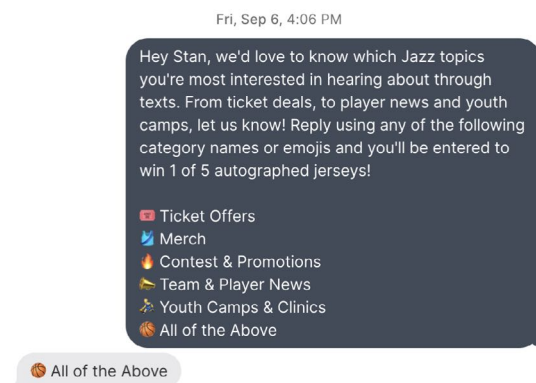 Fri, Sep 6, 4:06 PM
Hey Stan, we'd love to know which Jazz topics
you're most interested in hearing about through
texts. From ticket deals, to player news and youth
camps, let us know! Reply using any of the following
category names or emojis and you'll be entered to
win 1 of 5 autographed jerseys!
🎟️ Ticket Offers
🎽 Merch
🔥 Contest & Promotions
📣 Team & Player News
⛹️ Youth Camps & Clinics
🏀 All of the Above
🏀 All of the Above